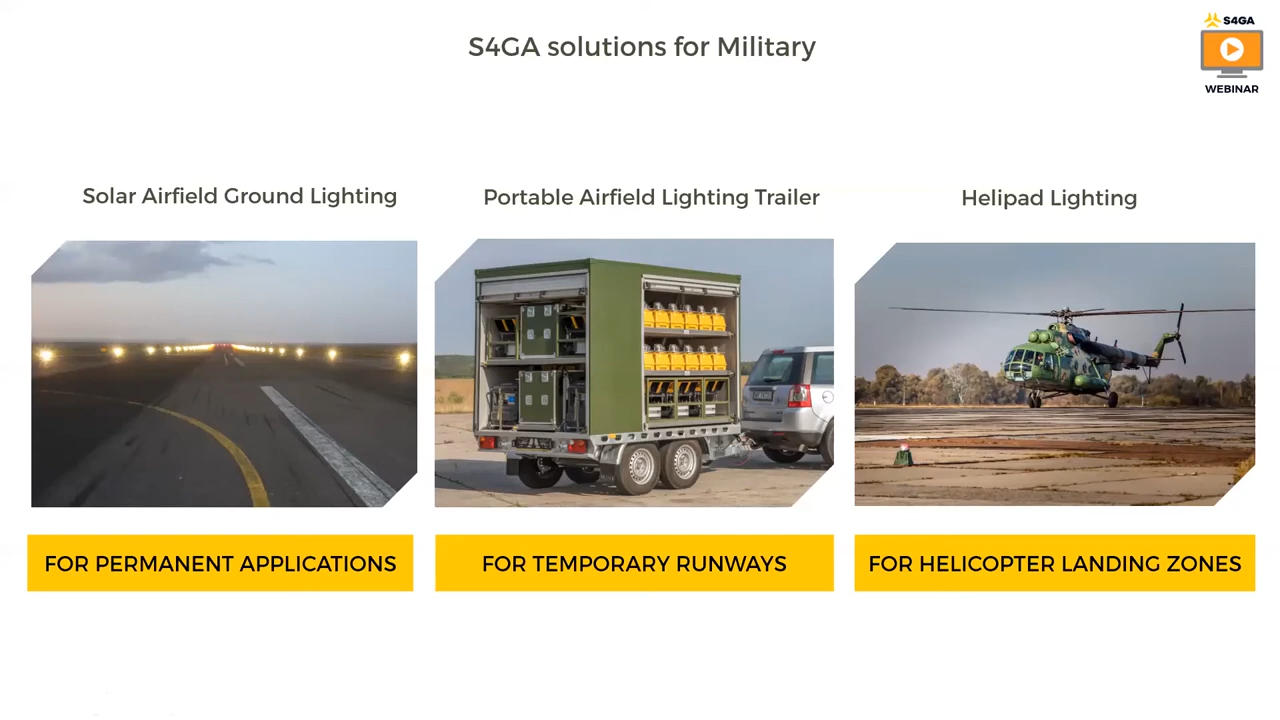 S4GA solutions for Military
S4GA
WEBINAR
Solar Airfield Ground Lighting
Portable Airfield Lighting Trailer
Helipad Lighting
FOR PERMANENT APPLICATIONS
FOR TEMPORARY RUNWAYS
FOR HELICOPTER LANDING ZONES